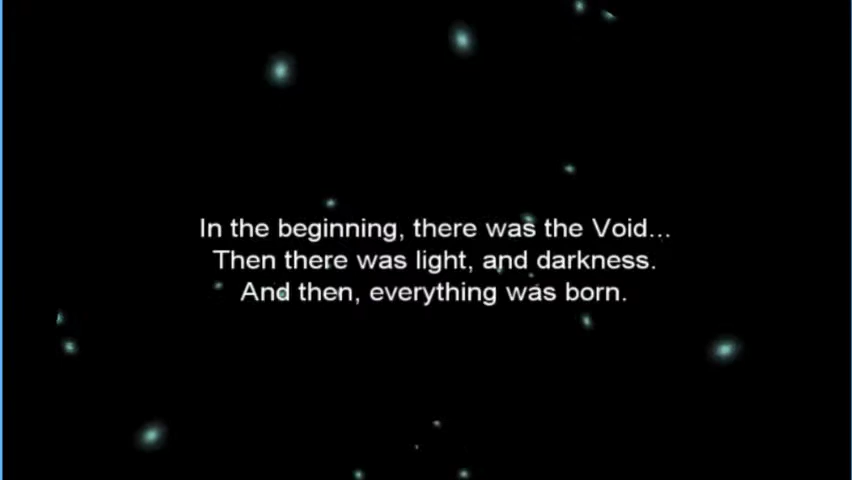 In the beginning, there was the Void...
Then there was light, and darkness.
And then, everything was born.